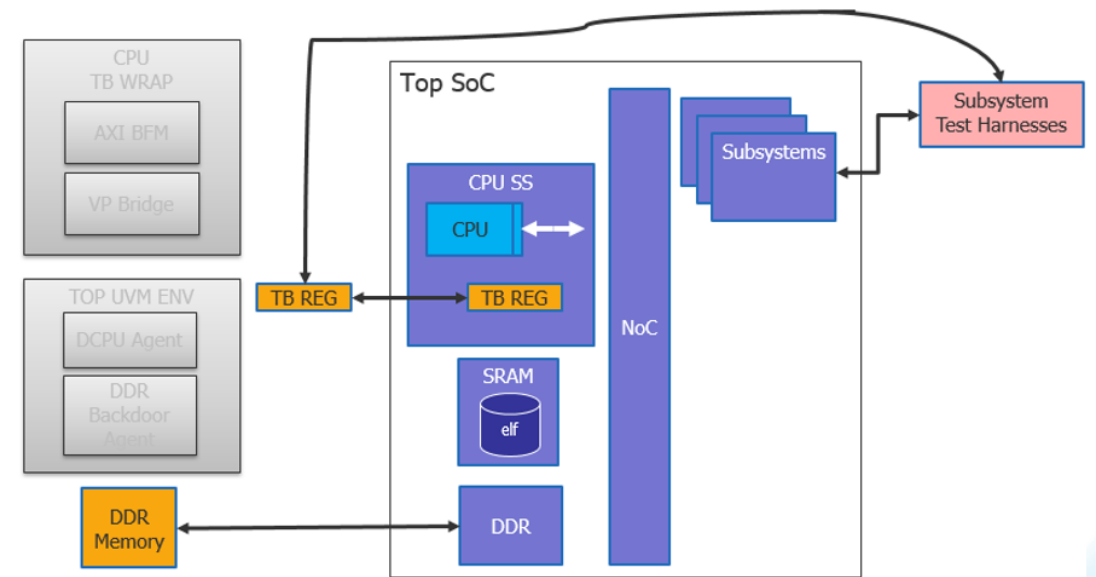 CPU
TB WRAP
AXI BFM
VP Bridge
TOP UVM ENV
DCPU Agent
DDR
Backdoor
Agent
DDR
Memory
TB REG
Top SoC
CPU SS
CPU
TB REG
SRAM
elf
DDR
NoC
Subsystems
Subsystem
Test Harnesses